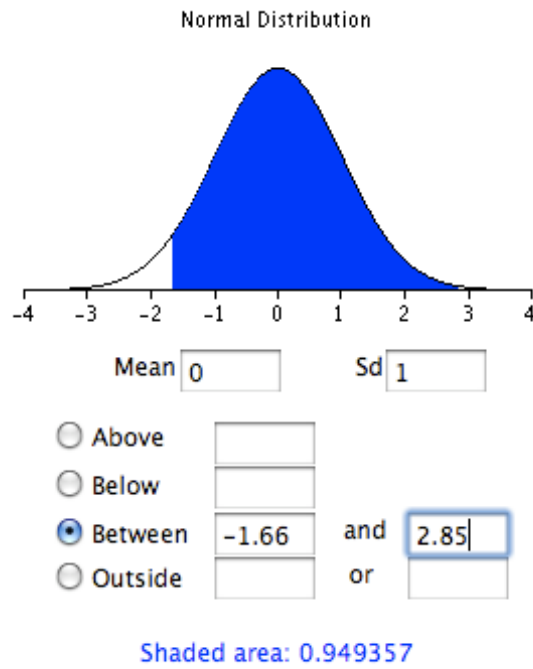 Normal Distribution
-4 -3 -2 -1 0 1 2 3 4
Mean 0 Sd 1
Above
Below
Between -1.66 and 2.85
Outside or
Shaded area: 0.949357